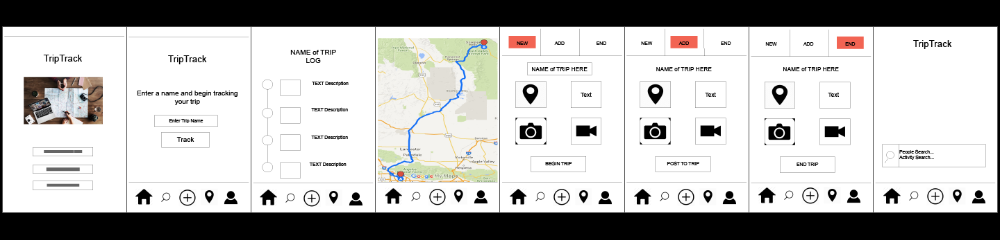 TripTrack
TripTrack
Enter a name and begin tracking
your trip
Enter Trip Name
Track
NAME of TRIP
LOG
TEXT Description
TEXT Description
TEXT Description
TEXT Description
Lancaster
Palmdale
Barstow
Victorville
Apple Valley
Hesperia
Google My Maps
NEW
ADD
END
NAME of TRIP HERE
Text
BEGIN TRIP
NEW
ADD
END
NAME of TRIP HERE
Text
POST TO TRIP
NEW
ADD
END
NAME of TRIP HERE
Text
END TRIP
TripTrack
People Search...
Activity Search...